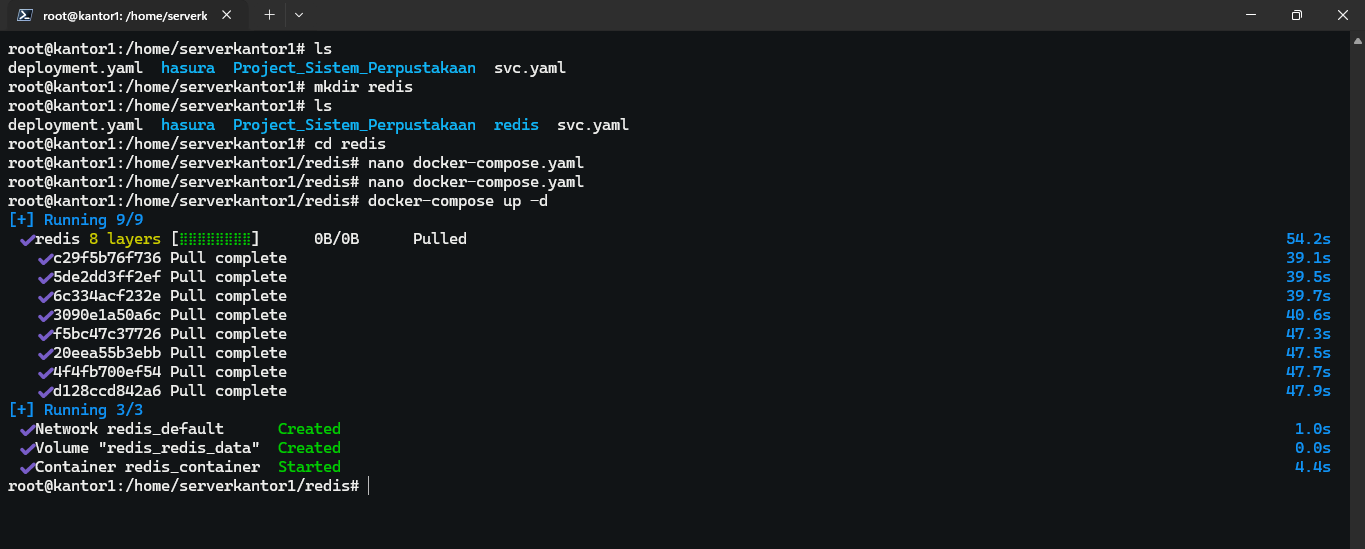 root@kantor1: /home/serverk
root@kantor1:/home/serverkantor1# ls
deployment.yaml  hasura  Project_Sistem_Perpustakaan  svc.yaml
root@kantor1:/home/serverkantor1# mkdir redis
root@kantor1:/home/serverkantor1# ls
deployment.yaml  hasura  Project_Sistem_Perpustakaan  redis  svc.yaml
root@kantor1:/home/serverkantor1# cd redis
root@kantor1:/home/serverkantor1/redis# nano docker-compose.yaml
root@kantor1:/home/serverkantor1/redis# nano docker-compose.yaml
root@kantor1:/home/serverkantor1/redis# docker-compose up -d
[+] Running 9/9
✔redis 8 layers [⣿⣿⣿⣿⣿⣿⣿⣿]      0B/0B      Pulled 54.2s
✔c29f5b76f736 Pull complete 39.1s
✔5de2dd3ff2ef Pull complete 39.5s
✔6c334acf232e Pull complete 39.7s
✔3090e1a50a6c Pull complete 40.6s
✔f5bc47c37726 Pull complete 47.3s
✔20eea55b3ebb Pull complete 47.5s
✔4f4fb700ef54 Pull complete 47.7s
✔d128ccd842a6 Pull complete 47.9s
[+] Running 3/3
✔Network redis_default      Created 1.0s
✔Volume "redis_redis_data"  Created 0.0s
✔Container redis_container  Started 4.4s
root@kantor1:/home/serverkantor1/redis#